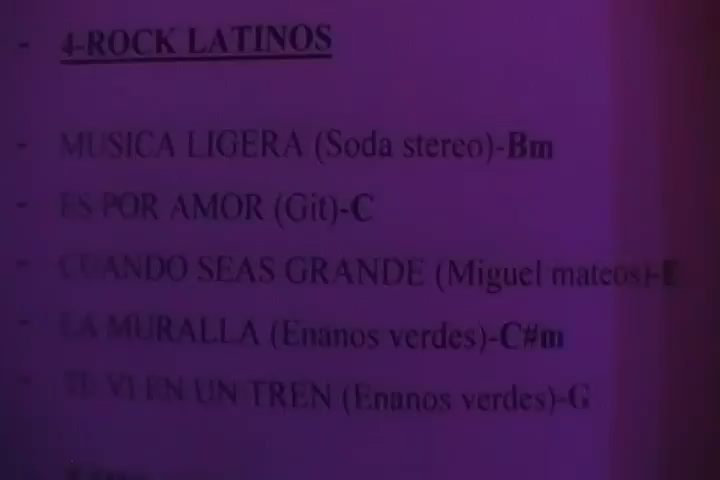 - 4-ROCK LATINOS
- MUSICA LIGERA (Soda stereo)-Bm
- ES POR AMOR (Git)-C
- CUANDO SEAS GRANDE (Miguel mateos)-E
- LA MURALLA (Enanos verdes)-C#m
- TE VI EN UN TREN (Enanos verdes)-G